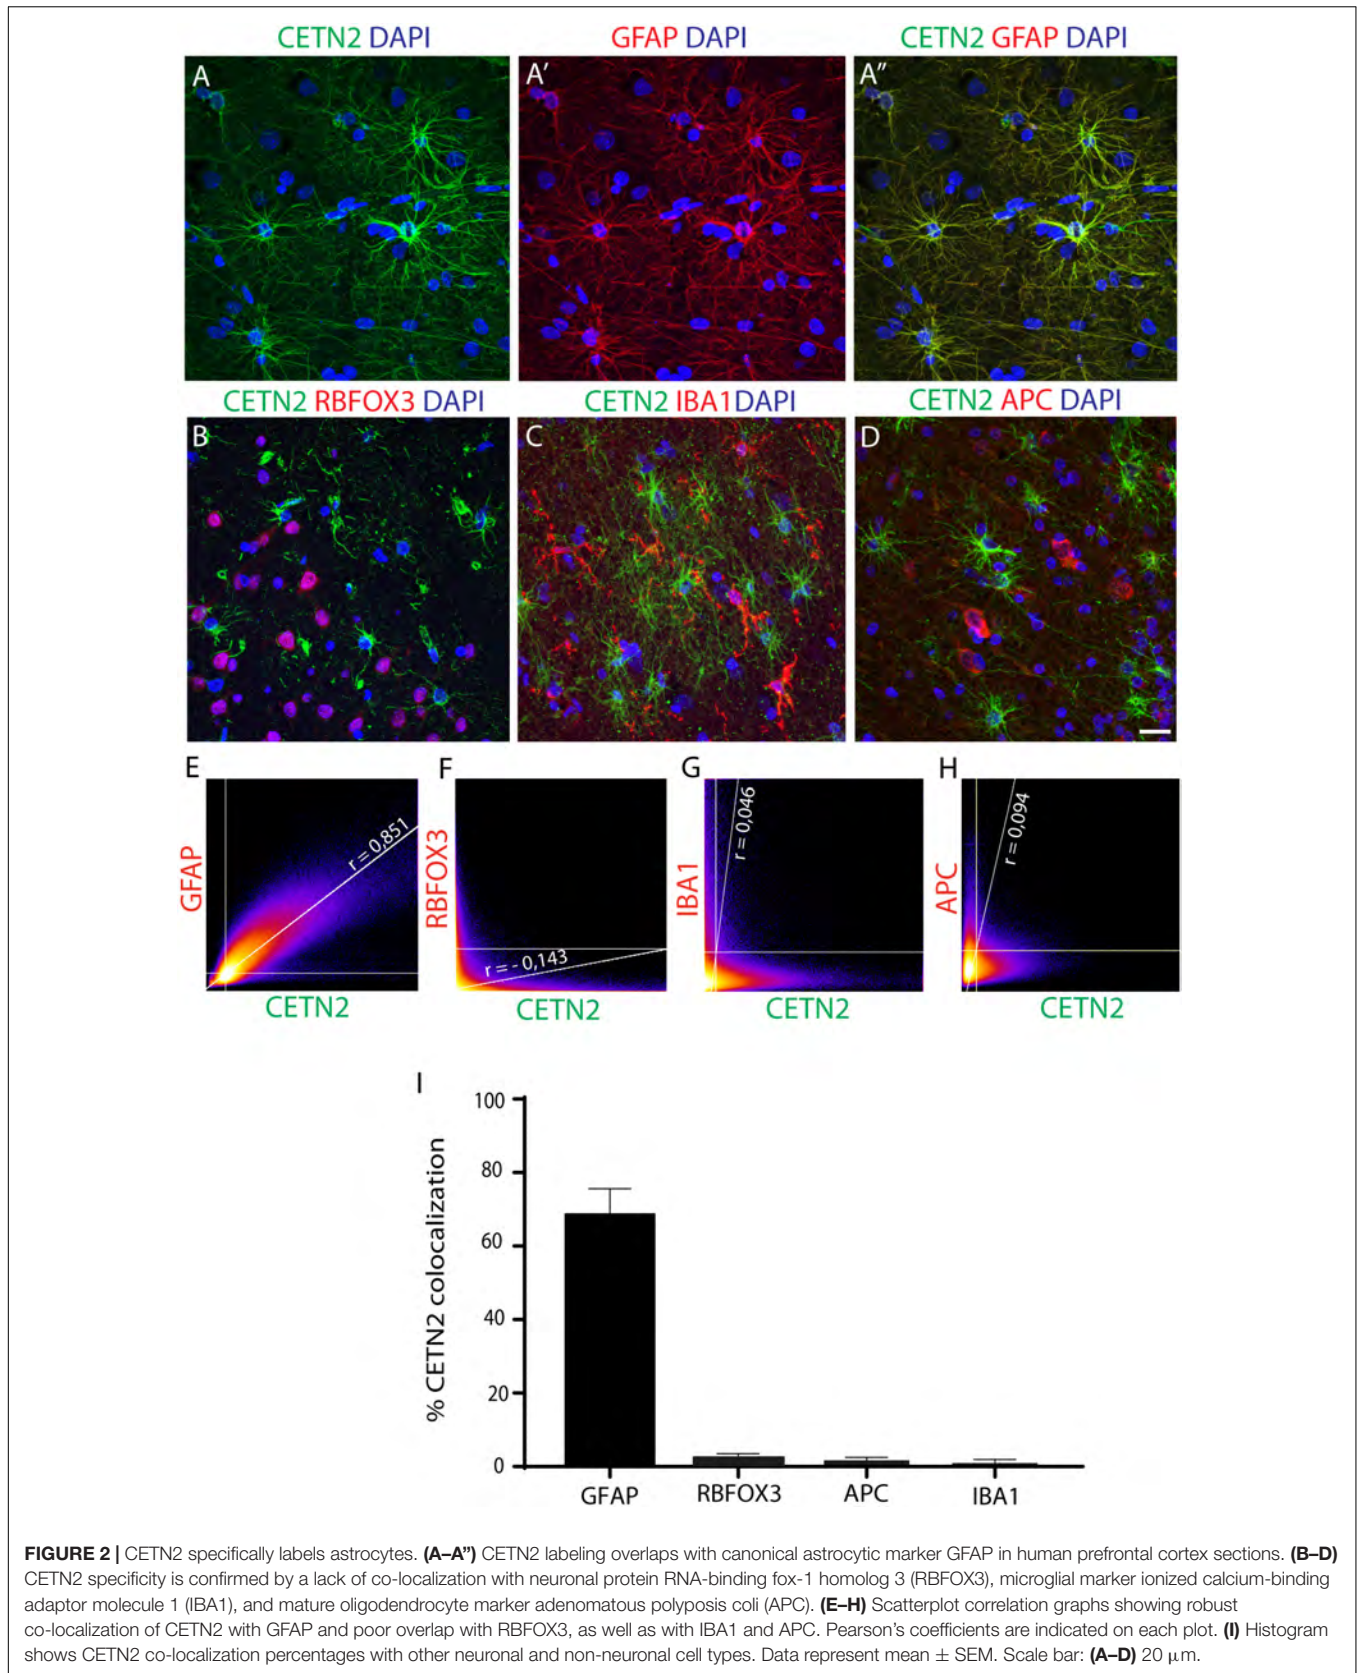 CETN2 DAPI
GFAP DAPI
CETN2 GFAP DAPI
A
A′
A″
CETN2 RBFOX3 DAPI
CETN2 IBA1DAPI
CETN2 APC DAPI
B
C
D
E
F
G
H
GFAP
r = 0,851
CETN2
RBFOX3
r = - 0,143
CETN2
IBA1
r = 0,046
CETN2
APC
r = 0,094
CETN2
I
% CETN2 colocalization
100
80
60
40
20
0
GFAP
RBFOX3
APC
IBA1
FIGURE 2 | CETN2 specifically labels astrocytes. (A–A”) CETN2 labeling overlaps with canonical astrocytic marker GFAP in human prefrontal cortex sections. (B–D)
CETN2 specificity is confirmed by a lack of co-localization with neuronal protein RNA-binding fox-1 homolog 3 (RBFOX3), microglial marker ionized calcium-binding
adaptor molecule 1 (IBA1), and mature oligodendrocyte marker adenomatous polyposis coli (APC). (E–H) Scatterplot correlation graphs showing robust
co-localization of CETN2 with GFAP and poor overlap with RBFOX3, as well as with IBA1 and APC. Pearson’s coefficients are indicated on each plot. (I) Histogram
shows CETN2 co-localization percentages with other neuronal and non-neuronal cell types. Data represent mean ± SEM. Scale bar: (A–D) 20 μm.